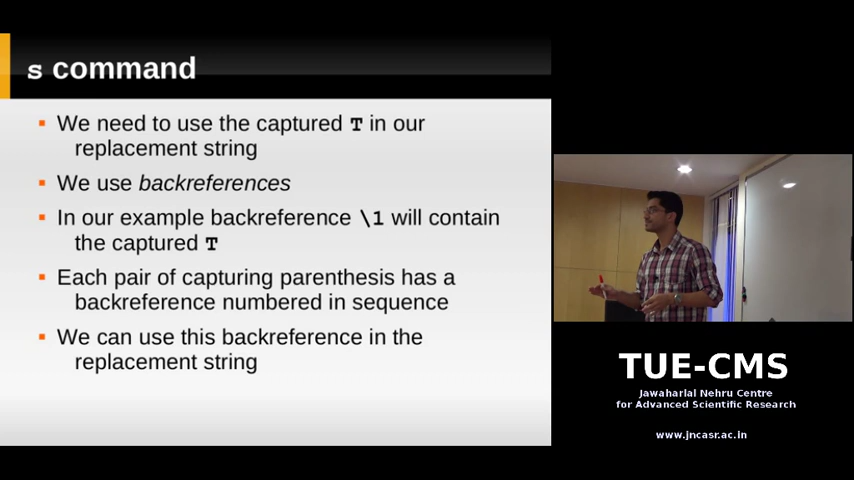 s command
We need to use the captured T in our
replacement string
We use backreferences
In our example backreference \1 will contain
the captured T
Each pair of capturing parenthesis has a
backreference numbered in sequence
We can use this backreference in the
replacement string
TUE-CMS
Jawaharlal Nehru Centre
for Advanced Scientific Research
www.jncasr.ac.in